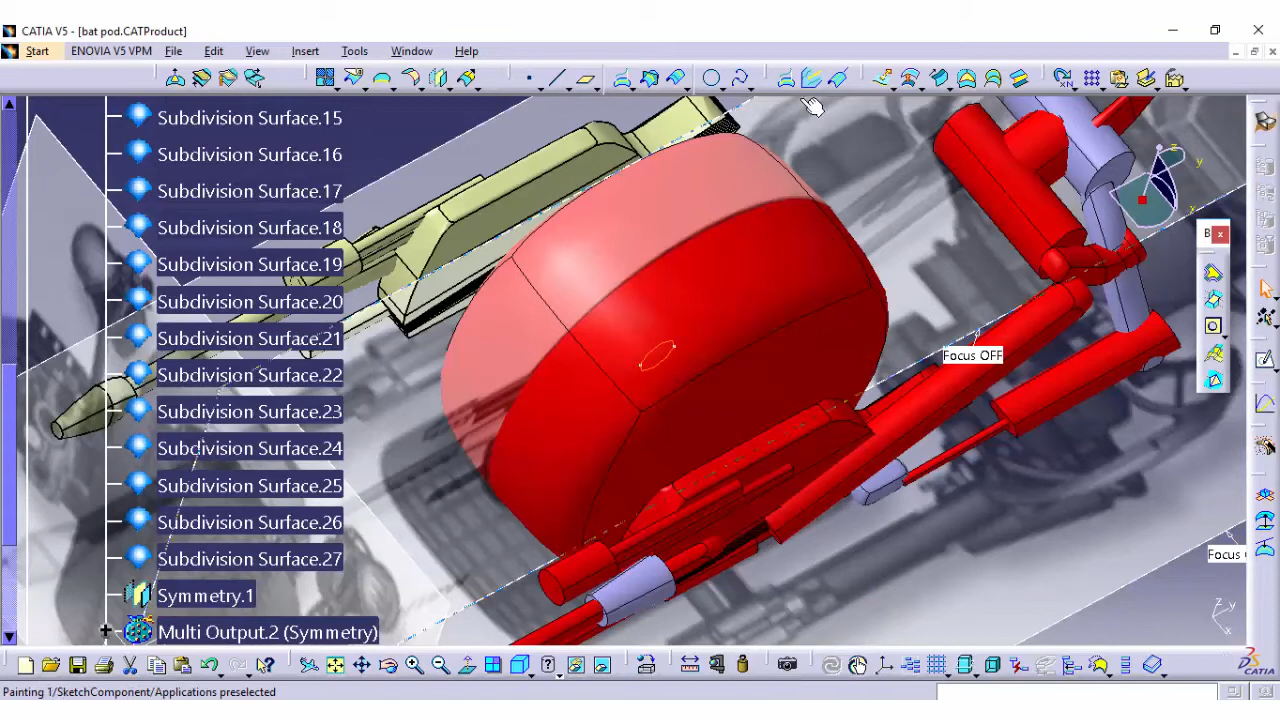 CATIA V5 - [bat pod.CATProduct]
Start ENOVIA V5 VPM File Edit View Insert Tools Window Help
Subdivision Surface.15
Subdivision Surface.16
Subdivision Surface.17
Subdivision Surface.18
Subdivision Surface.19
Subdivision Surface.20
Subdivision Surface.21
Subdivision Surface.22
Subdivision Surface.23
Subdivision Surface.24
Subdivision Surface.25
Subdivision Surface.26
Subdivision Surface.27
Symmetry.1
Multi Output.2 (Symmetry)
z
y
x
B... x
Focus OFF
Focus
z
y
x
CATIA
Painting 1/SketchComponent/Applications preselected